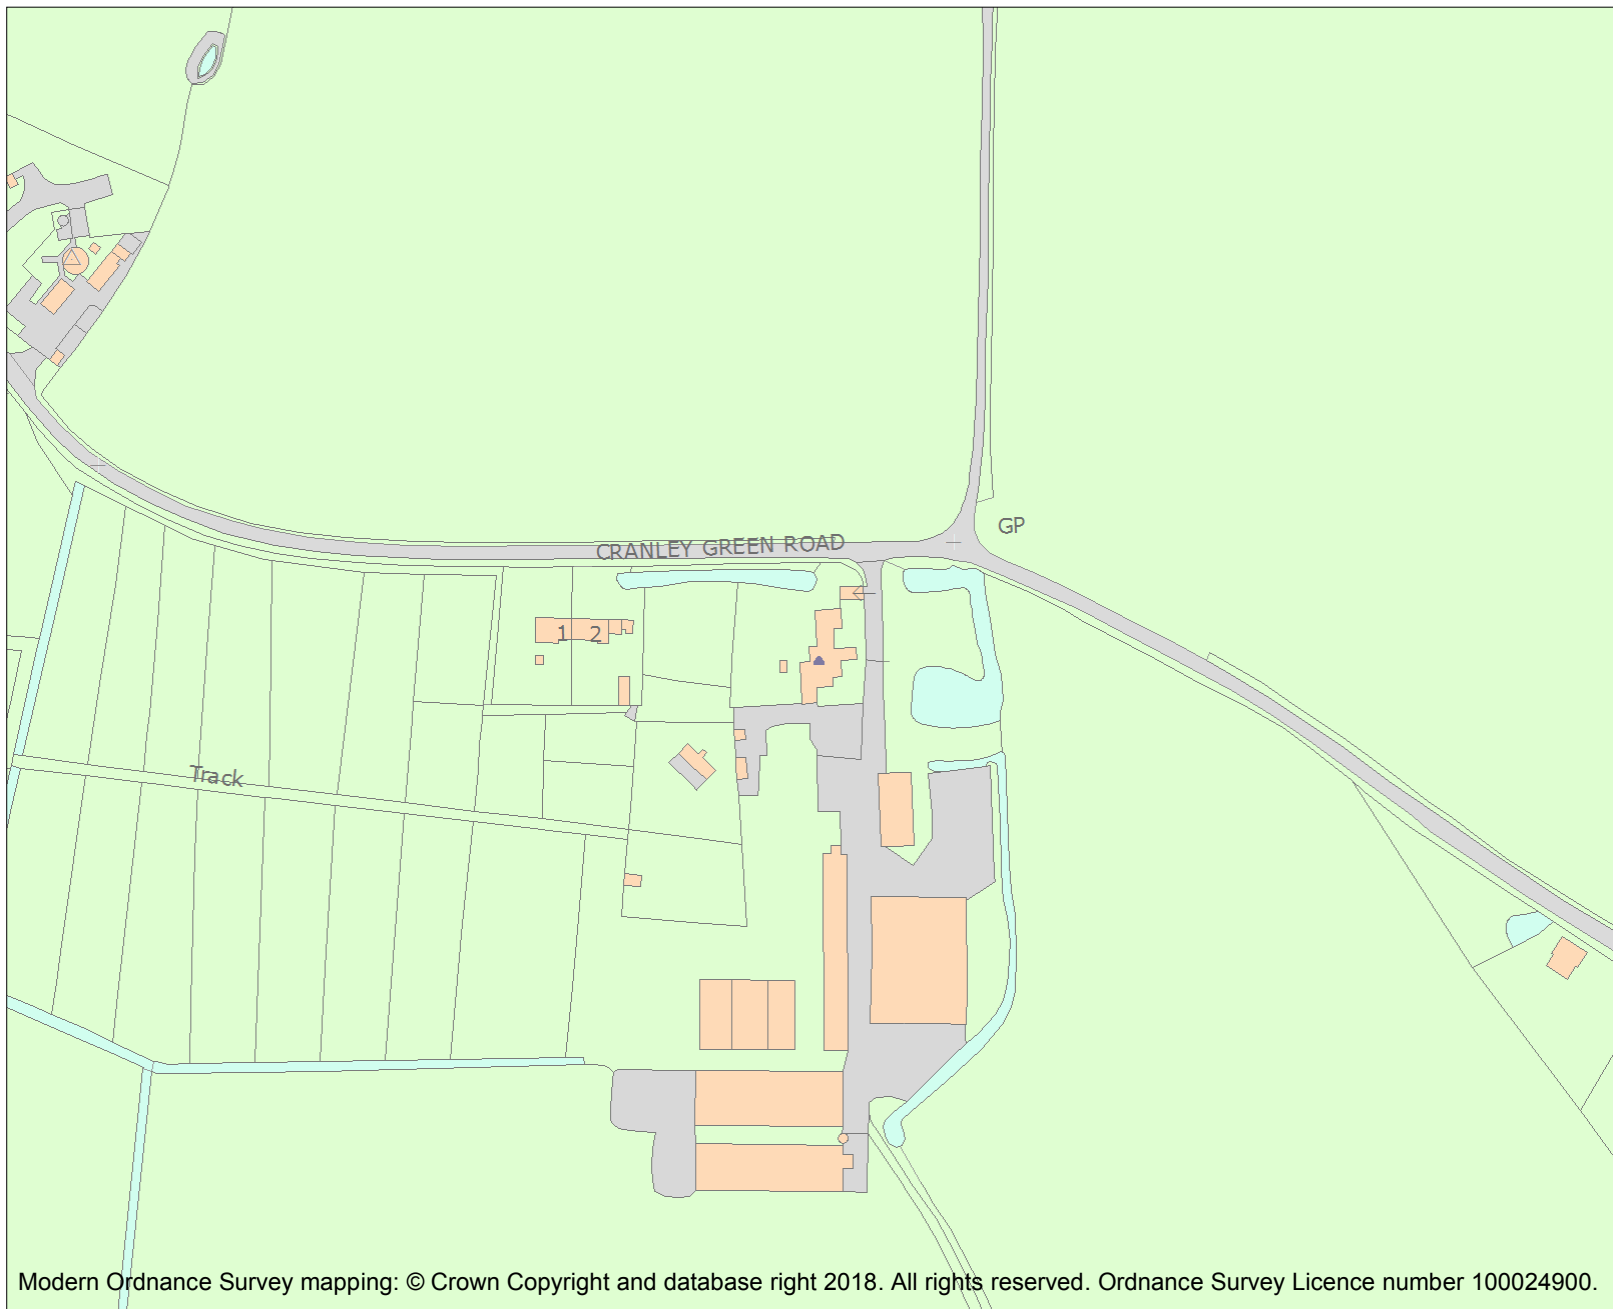 GP
CRANLEY GREEN ROAD
1 2
Track
Modern Ordnance Survey mapping: © Crown Copyright and database right 2018. All rights reserved. Ordnance Survey Licence number 100024900.